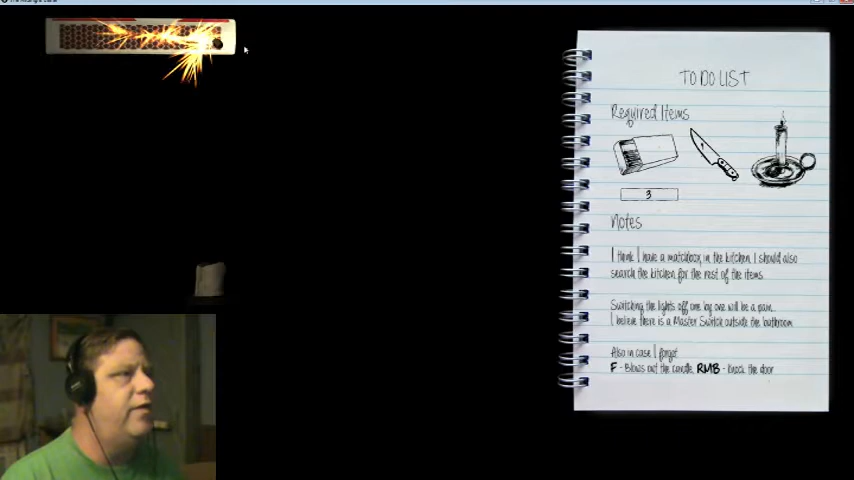 TO DO LIST
Required Items
3
Notes
I think I have a matchbox, in the kitchen. I should also
search the kitchen for the rest of the items.
Switching the lights off one by one will be a pain..
I believe there is a Master Switch outside the bathroom
Also in case I forget
F - Blows out the candle, RMB - knock the door